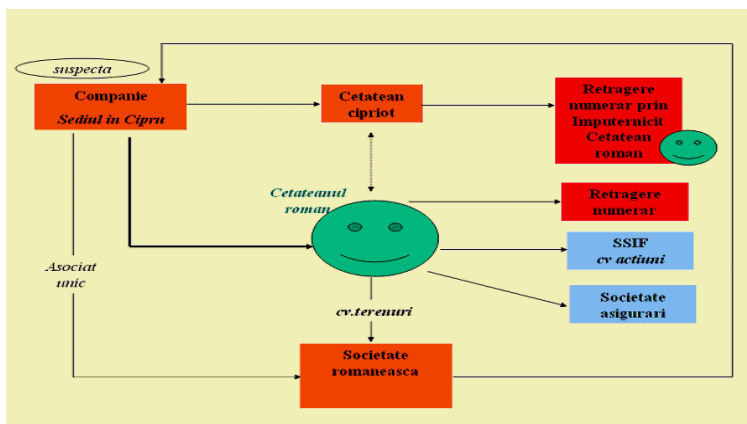 suspecta
Companie
Sediul in Cipru
Cetatean
cipriot
Retragere
numerar prin
Imputernicit
Cetatean
roman
Cetateanul
roman
Retragere
numerar
SSIF
cv actiuni
Asociat
unic
Societate
asigurari
cv.terenuri
Societate
romaneasca